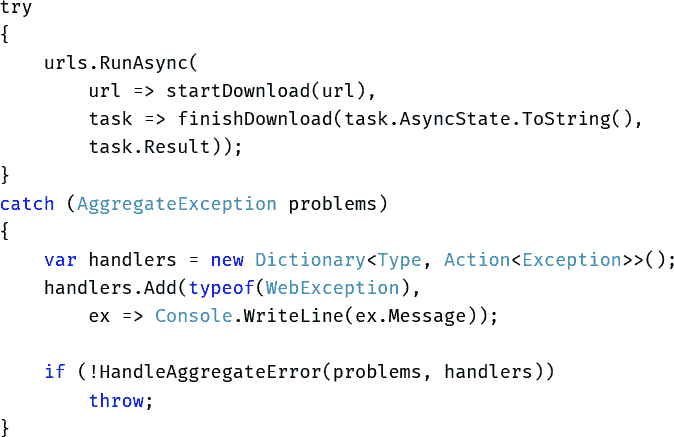 try
{
    urls.RunAsync(
        url => startDownload(url),
        task => finishDownload(task.AsyncState.ToString(),
        task.Result));
}
catch (AggregateException problems)
{
    var handlers = new Dictionary<Type, Action<Exception>>();
    handlers.Add(typeof(WebException),
        ex => Console.WriteLine(ex.Message));

    if (!HandleAggregateError(problems, handlers))
        throw;
}